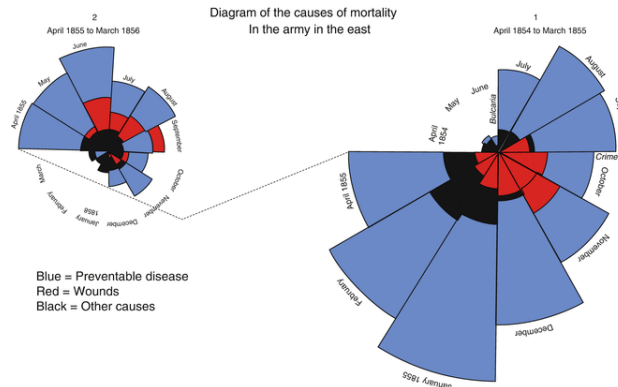 Diagram of the causes of mortality
In the army in the east
2
April 1855 to March 1856
1
April 1854 to March 1855
April 1855
May
June
July
August
September
October
November
December
January
1858
February
March
April
1854
May
June
Bulcaria
July
August
Crime
October
November
December
January 1855
February
April 1855
Blue = Preventable disease
Red = Wounds
Black = Other causes